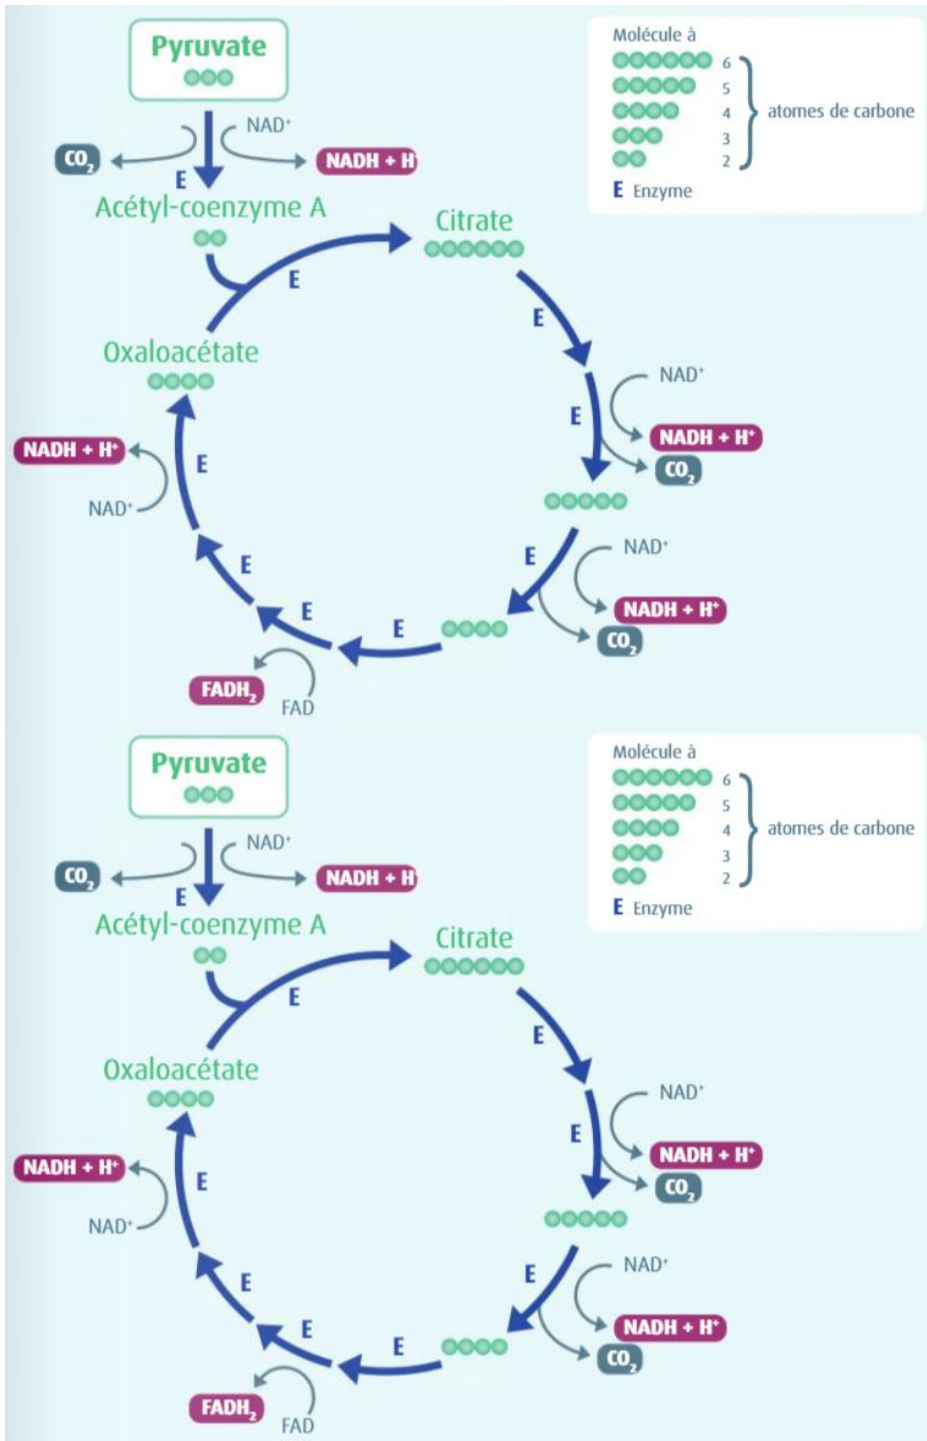 Pyruvate
Molécule à
6
5
4
3
2
atomes de carbone
E Enzyme
NAD⁺
CO₂
NADH + H⁺
E
Acétyl-coenzyme A
Citrate
E
E
Oxaloacétate
NAD⁺
E
NADH + H⁺
CO₂
NADH + H⁺
E
NAD⁺
E
NAD⁺
E
NADH + H⁺
CO₂
E
E
FADH₂
FAD
Pyruvate
Molécule à
6
5
4
3
2
atomes de carbone
E Enzyme
NAD⁺
CO₂
NADH + H⁺
E
Acétyl-coenzyme A
Citrate
E
E
Oxaloacétate
NAD⁺
E
NADH + H⁺
CO₂
NADH + H⁺
E
NAD⁺
E
NAD⁺
E
NADH + H⁺
CO₂
E
E
FADH₂
FAD